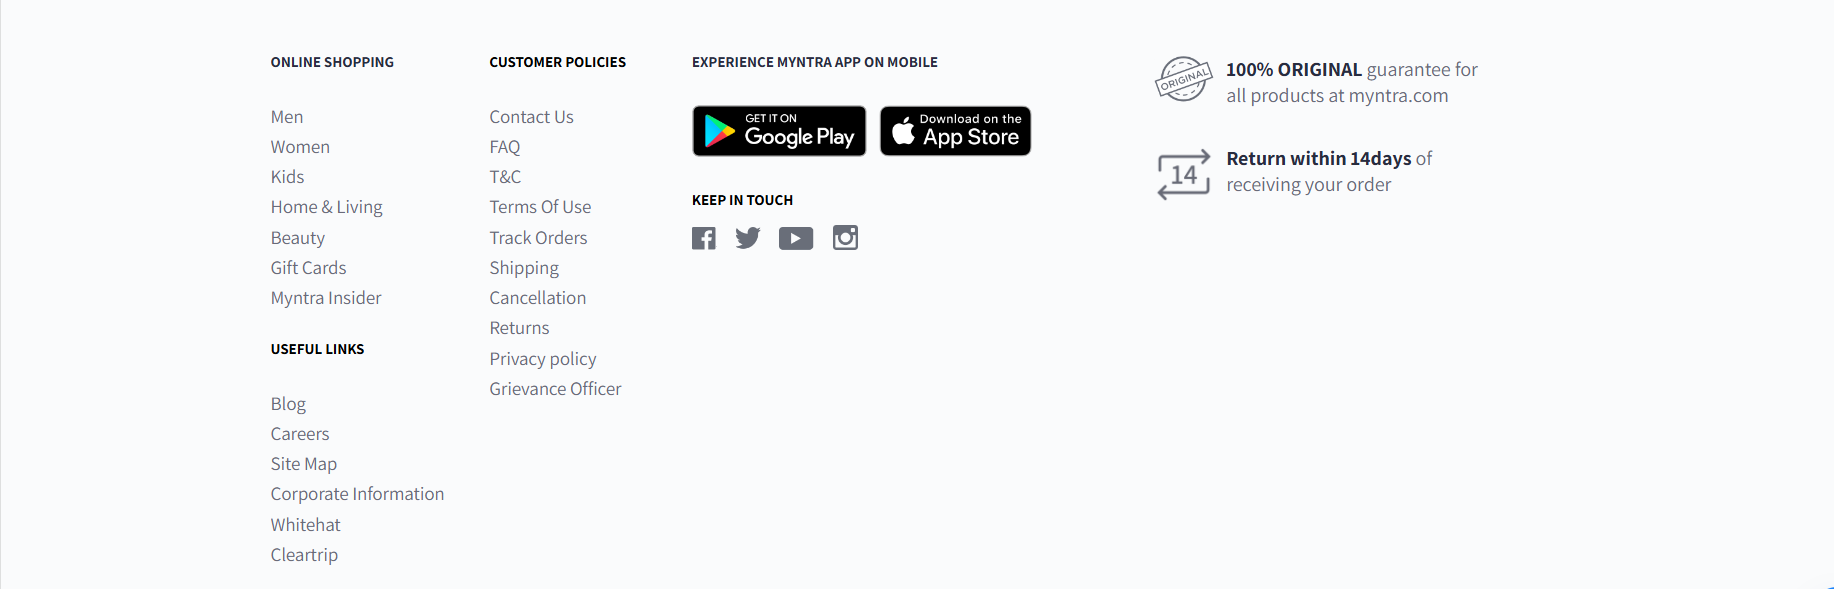 ONLINE SHOPPING
Men
Women
Kids
Home & Living
Beauty
Gift Cards
Myntra Insider
USEFUL LINKS
Blog
Careers
Site Map
Corporate Information
Whitehat
Cleartrip
CUSTOMER POLICIES
Contact Us
FAQ
T&C
Terms Of Use
Track Orders
Shipping
Cancellation
Returns
Privacy policy
Grievance Officer
EXPERIENCE MYNTRA APP ON MOBILE
GET IT ON
Google Play
Download on the
App Store
KEEP IN TOUCH
ORIGINAL
100% ORIGINAL guarantee for
all products at myntra.com
14
Return within 14days of
receiving your order